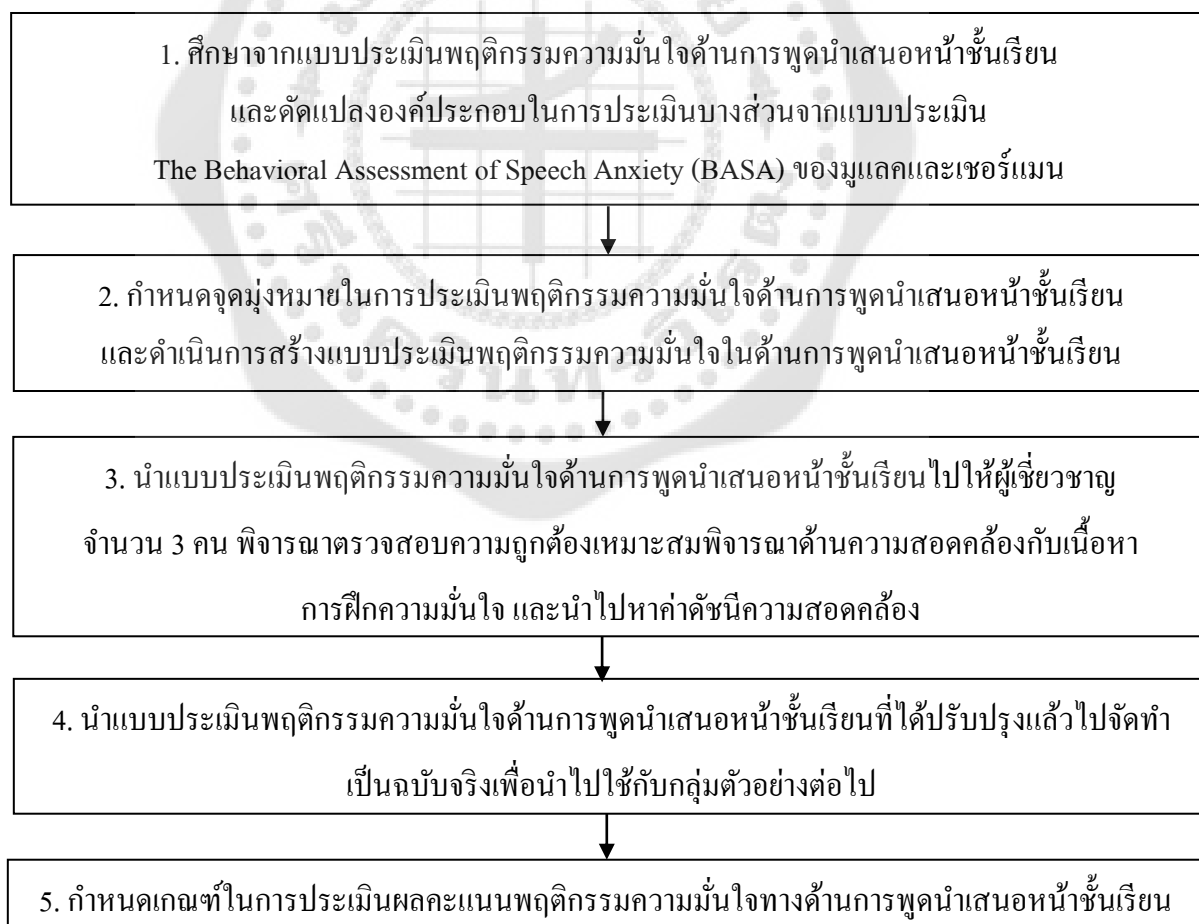 1. ศึกษาจากแบบประเมินพฤติกรรมความมั่นใจด้านการพูดนำเสนอหน้าชั้นเรียน
และดัดแปลงองค์ประกอบในการประเมินบางส่วนจากแบบประเมิน
The Behavioral Assessment of Speech Anxiety (BASA) ของมูแลคและเชอร์แมน
2. กำหนดจุดมุ่งหมายในการประเมินพฤติกรรมความมั่นใจด้านการพูดนำเสนอหน้าชั้นเรียน
และดำเนินการสร้างแบบประเมินพฤติกรรมความมั่นใจในด้านการพูดนำเสนอหน้าชั้นเรียน
3. นำแบบประเมินพฤติกรรมความมั่นใจด้านการพูดนำเสนอหน้าชั้นเรียนไปให้ผู้เชี่ยวชาญ
จำนวน 3 คน พิจารณาตรวจสอบความถูกต้องเหมาะสมพิจารณาด้านความสอดคล้องกับเนื้อหา
การฝึกความมั่นใจ และนำไปหาค่าดัชนีความสอดคล้อง
4. นำแบบประเมินพฤติกรรมความมั่นใจด้านการพูดนำเสนอหน้าชั้นเรียนที่ได้ปรับปรุงแล้วไปจัดทำ
เป็นฉบับจริงเพื่อนำไปใช้กับกลุ่มตัวอย่างต่อไป
5. กำหนดเกณฑ์ในการประเมินผลคะแนนพฤติกรรมความมั่นใจทางด้านการพูดนำเสนอหน้าชั้นเรียน